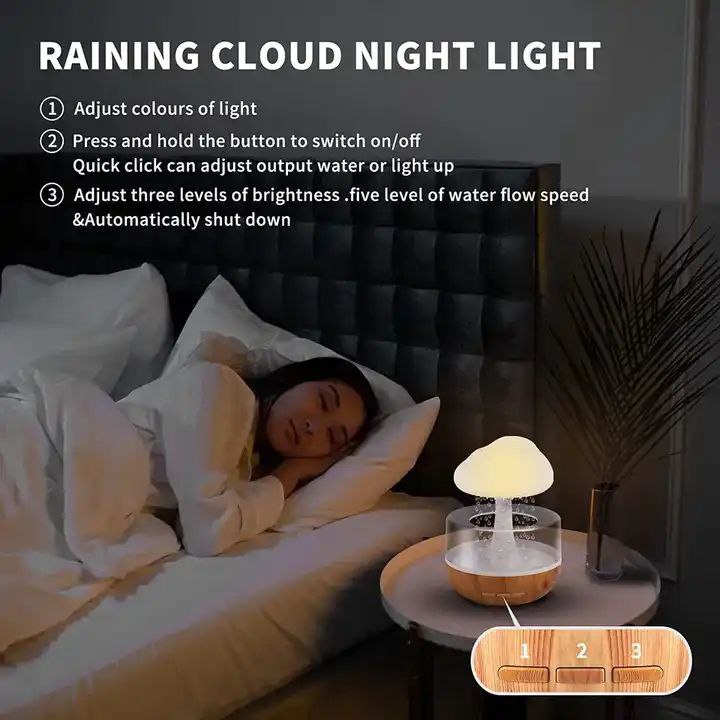 RAINING CLOUD NIGHT LIGHT
① Adjust colours of light
② Press and hold the button to switch on/off
Quick click can adjust output water or light up
③ Adjust three levels of brightness .five level of water flow speed
&Automatically shut down
1 2 3